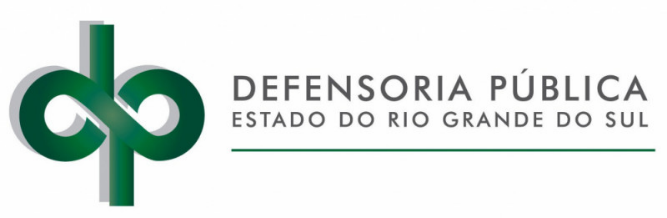 DEFENSORIA PÚBLICA
ESTADO DO RIO GRANDE DO SUL